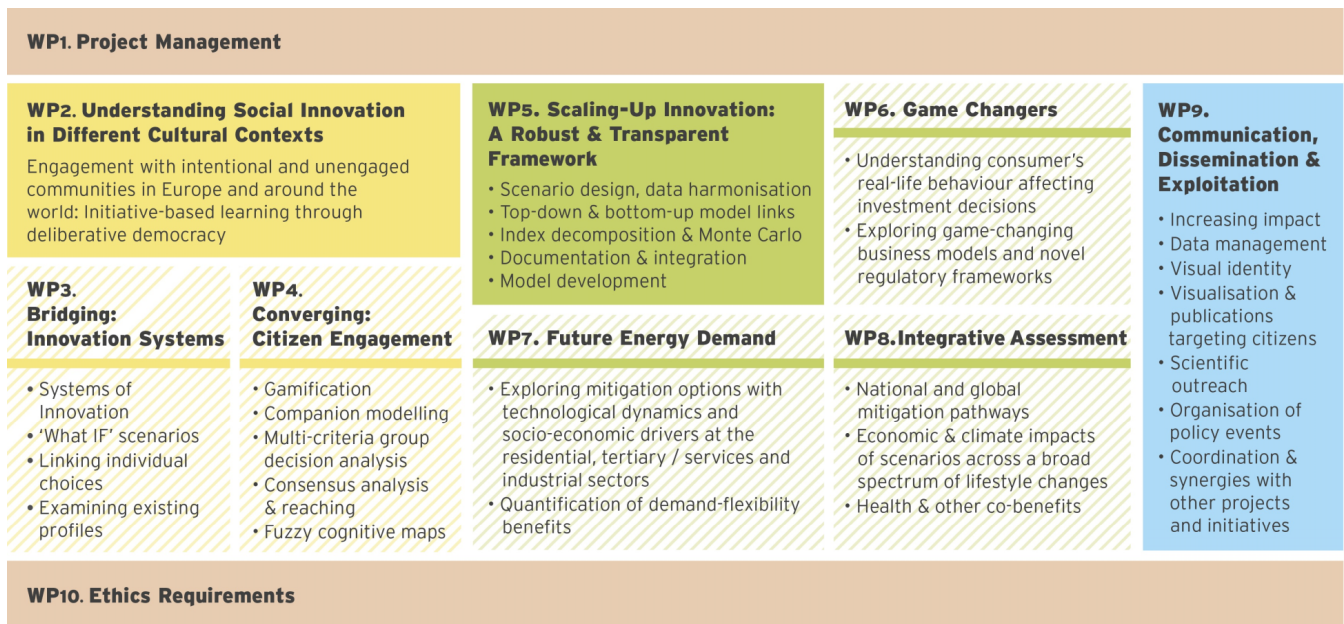 WP1. Project Management
WP2. Understanding Social Innovation
in Different Cultural Contexts
Engagement with intentional and unengaged
communities in Europe and around the
world: Initiative-based learning through
deliberative democracy
WP3.
Bridging:
Innovation Systems
• Systems of
Innovation
• ‘What IF’ scenarios
• Linking individual
choices
• Examining existing
profiles
WP4.
Converging:
Citizen Engagement
• Gamification
• Companion modelling
• Multi-criteria group
decision analysis
• Consensus analysis
& reaching
• Fuzzy cognitive maps
WP5. Scaling-Up Innovation:
A Robust & Transparent
Framework
• Scenario design, data harmonisation
• Top-down & bottom-up model links
• Index decomposition & Monte Carlo
• Documentation & integration
• Model development
WP6. Game Changers
• Understanding consumer’s
real-life behaviour affecting
investment decisions
• Exploring game-changing
business models and novel
regulatory frameworks
WP7. Future Energy Demand
• Exploring mitigation options with
technological dynamics and
socio-economic drivers at the
residential, tertiary / services and
industrial sectors
• Quantification of demand-flexibility
benefits
WP8.Integrative Assessment
• National and global
mitigation pathways
• Economic & climate impacts
of scenarios across a broad
spectrum of lifestyle changes
• Health & other co-benefits
WP9.
Communication,
Dissemination &
Exploitation
• Increasing impact
• Data management
• Visual identity
• Visualisation &
publications
targeting citizens
• Scientific
outreach
• Organisation of
policy events
• Coordination &
synergies with
other projects
and initiatives
WP10. Ethics Requirements